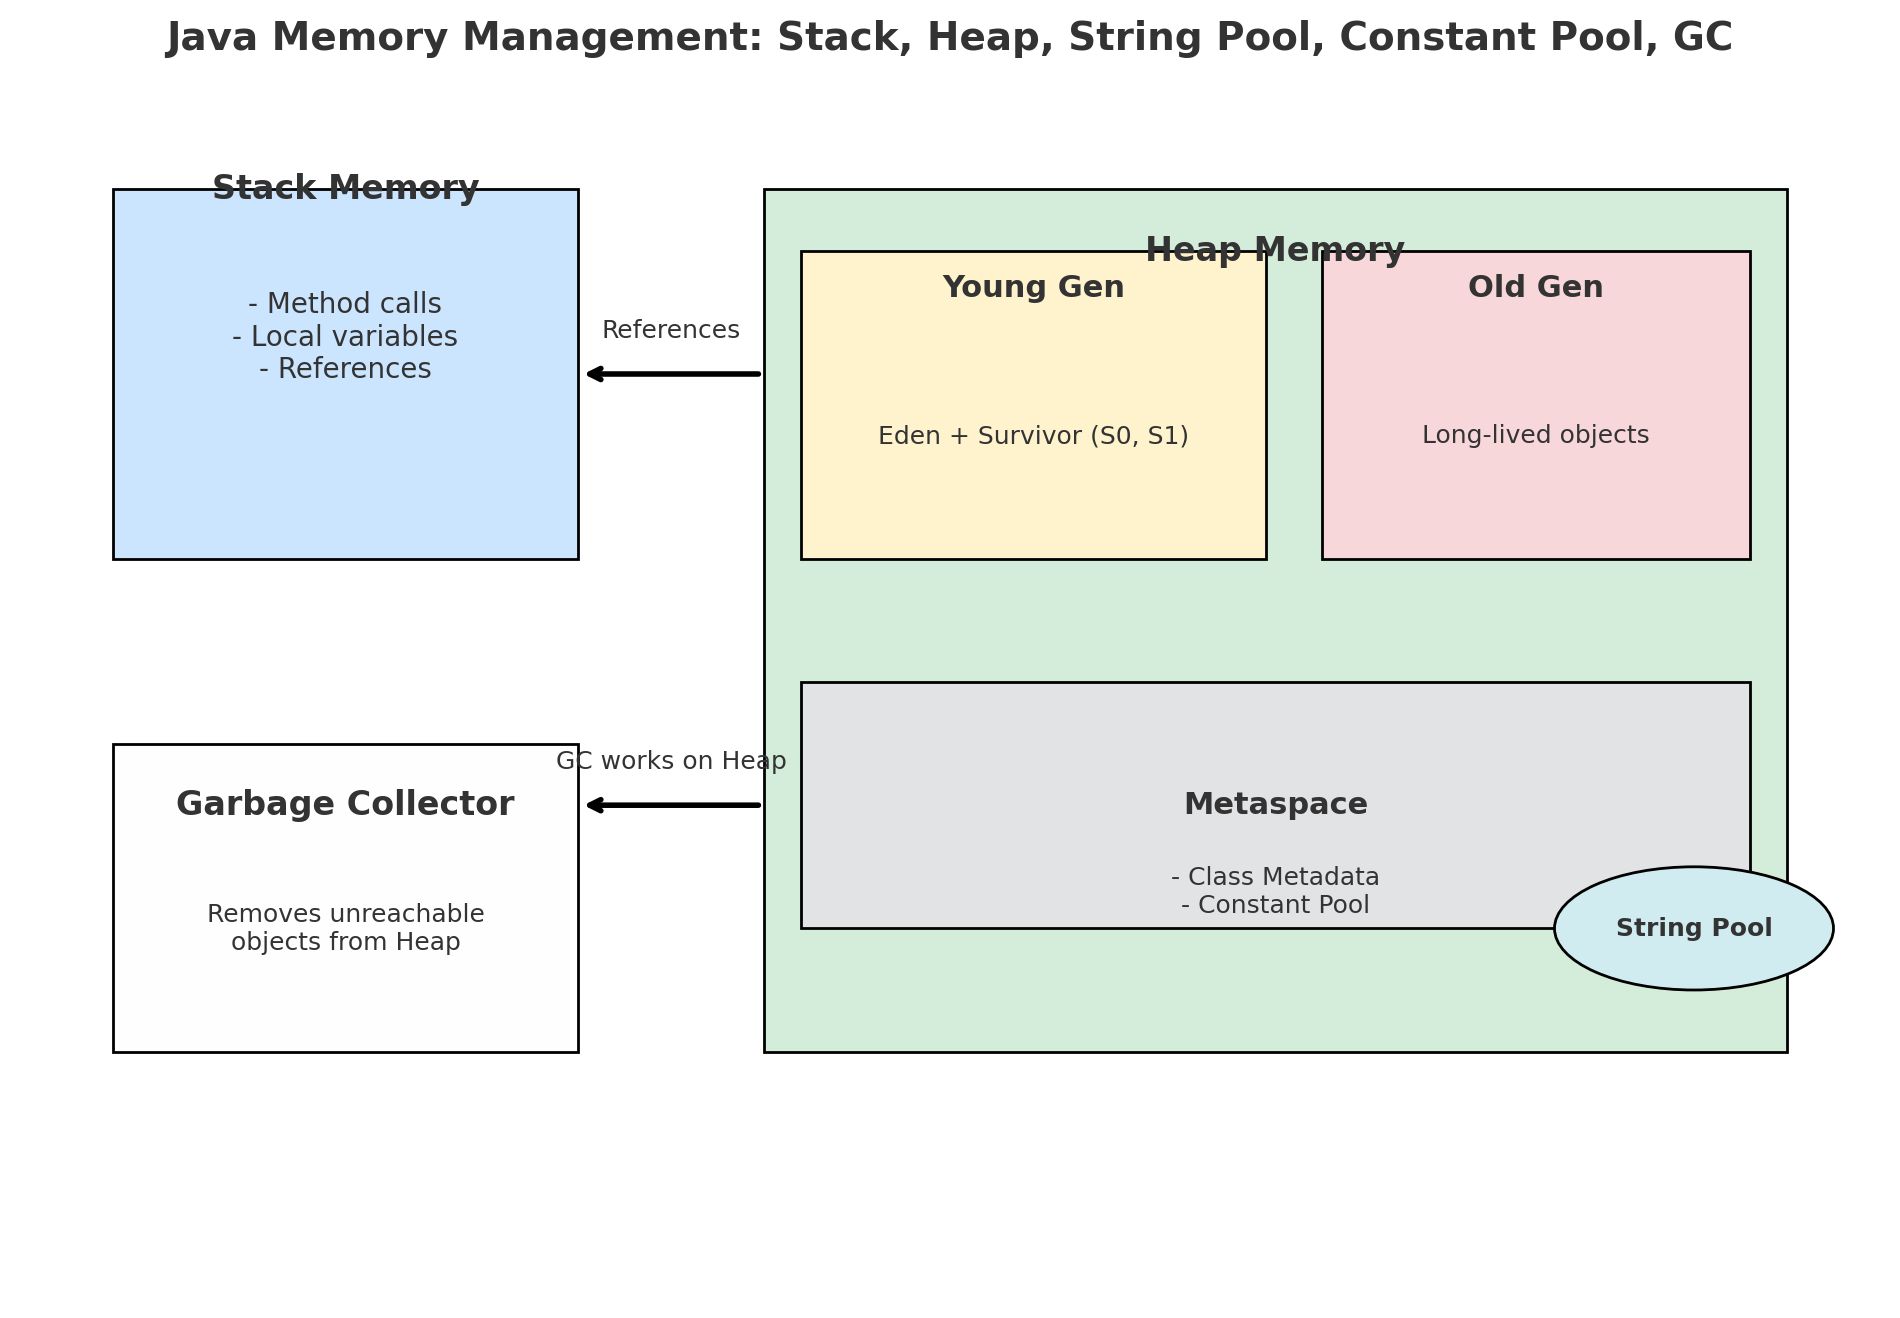 Java Memory Management: Stack, Heap, String Pool, Constant Pool, GC
Stack Memory
- Method calls
- Local variables
- References
References
Heap Memory
Young Gen
Eden + Survivor (S0, S1)
Old Gen
Long-lived objects
Garbage Collector
Removes unreachable
objects from Heap
GC works on Heap
Metaspace
- Class Metadata
- Constant Pool
String Pool